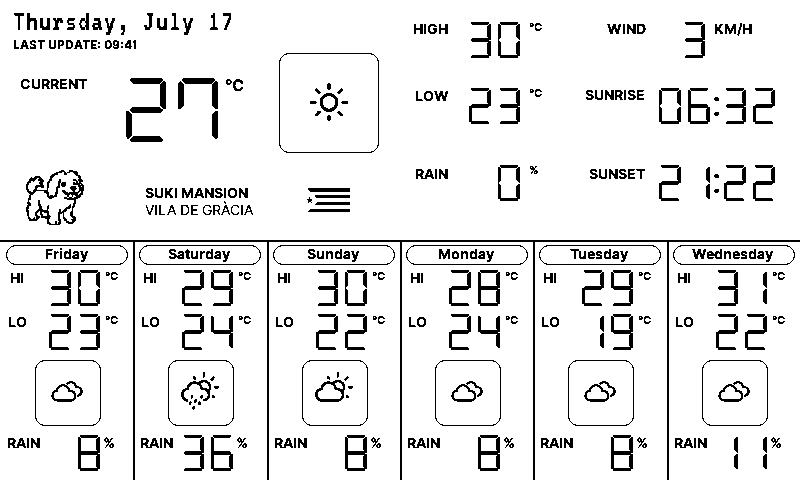 Thursday, July 17
LAST UPDATE: 09:41
CURRENT 27 °C
HIGH 30 °C
WIND 3 KM/H
LOW 23 °C
SUNRISE 06:32
RAIN 0 %
SUNSET 21:22
SUKI MANSION
VILA DE GRÀCIA
Friday
HI 30 °C
LO 23 °C
RAIN 8 %
Saturday
HI 29 °C
LO 24 °C
RAIN 36 %
Sunday
HI 30 °C
LO 22 °C
RAIN 8 %
Monday
HI 28 °C
LO 24 °C
RAIN 8 %
Tuesday
HI 29 °C
LO 19 °C
RAIN 8 %
Wednesday
HI 31 °C
LO 22 °C
RAIN 11 %